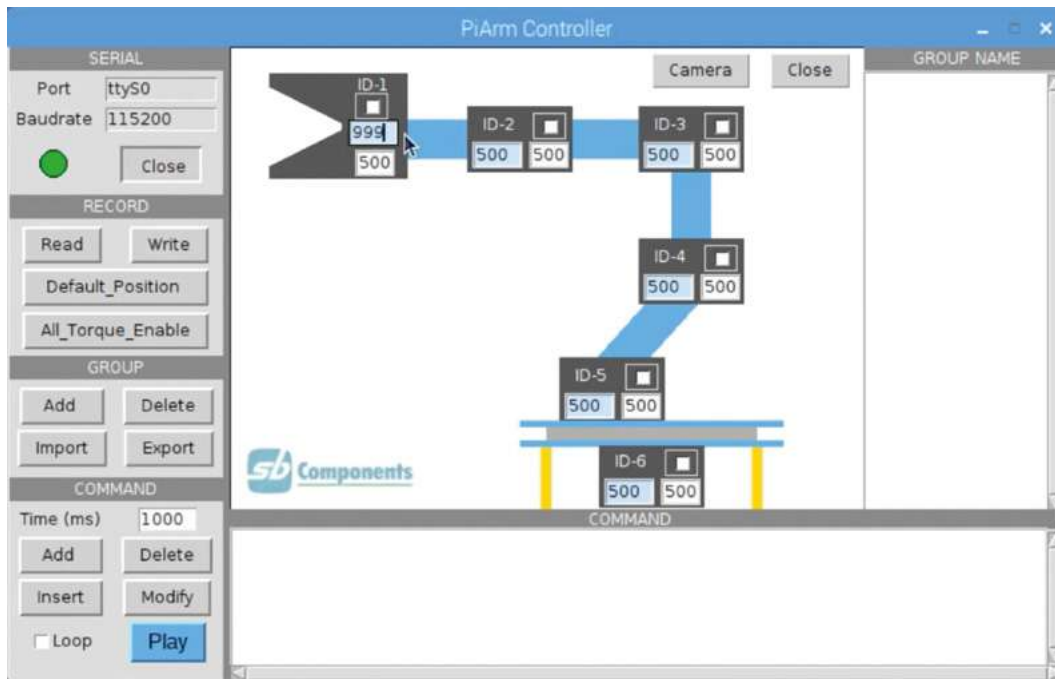 PiArm Controller
SERIAL
Port ttyS0
Baudrate 115200
Close
RECORD
Read Write
Default_Position
All_Torque_Enable
GROUP
Add Delete
Import Export
COMMAND
Time (ms) 1000
Add Delete
Insert Modify
Loop Play
Camera Close
ID-1
999
500
ID-2
500 500
ID-3
500 500
ID-4
500 500
ID-5
500 500
ID-6
500 500
sb Components
COMMAND
GROUP NAME